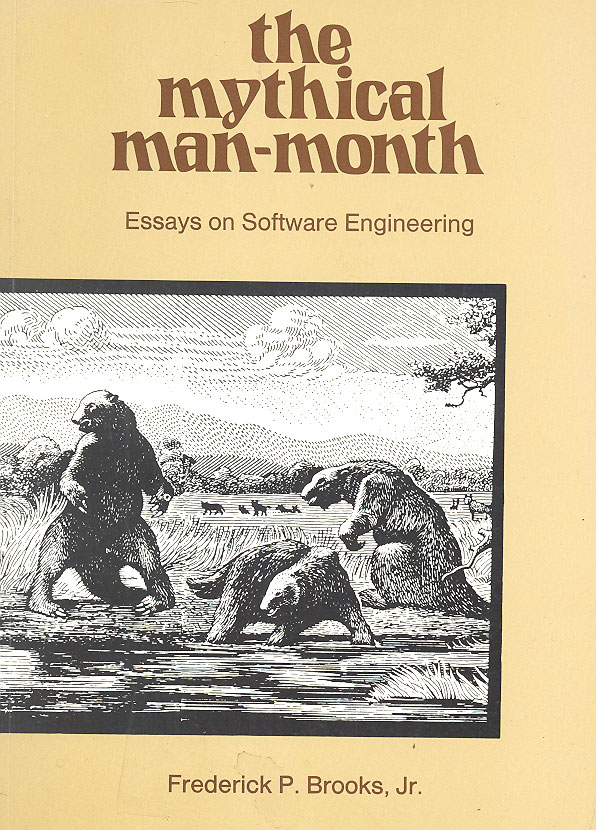 the
mythical
man-month
Essays on Software Engineering
Frederick P. Brooks, Jr.